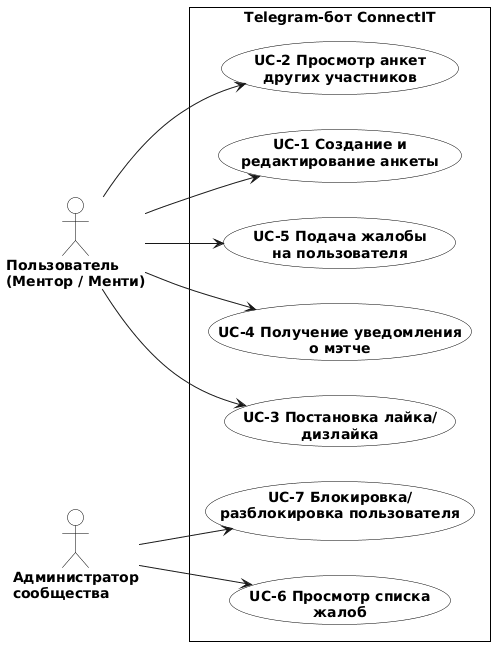 Telegram-бот ConnectIT
UC-2 Просмотр анкет
других участников
UC-1 Создание и
редактирование анкеты
UC-5 Подача жалобы
на пользователя
Пользователь
(Ментор / Менти)
UC-4 Получение уведомления
о мэтче
UC-3 Постановка лайка/
дизлайка
UC-7 Блокировка/
разблокировка пользователя
Администратор
сообщества
UC-6 Просмотр списка
жалоб